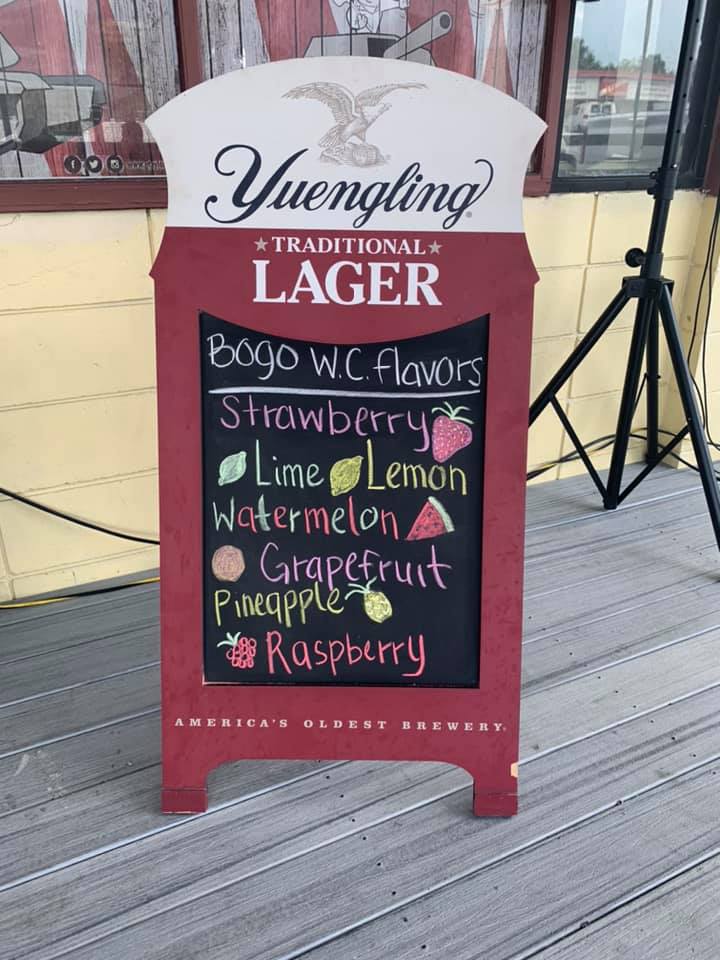 Yuengling
TRADITIONAL
LAGER
Bogo W.C. flavors
Strawberry
Lime Lemon
Watermelon
Grapefruit
Pineapple
Raspberry
AMERICA'S OLDEST BREWERY.